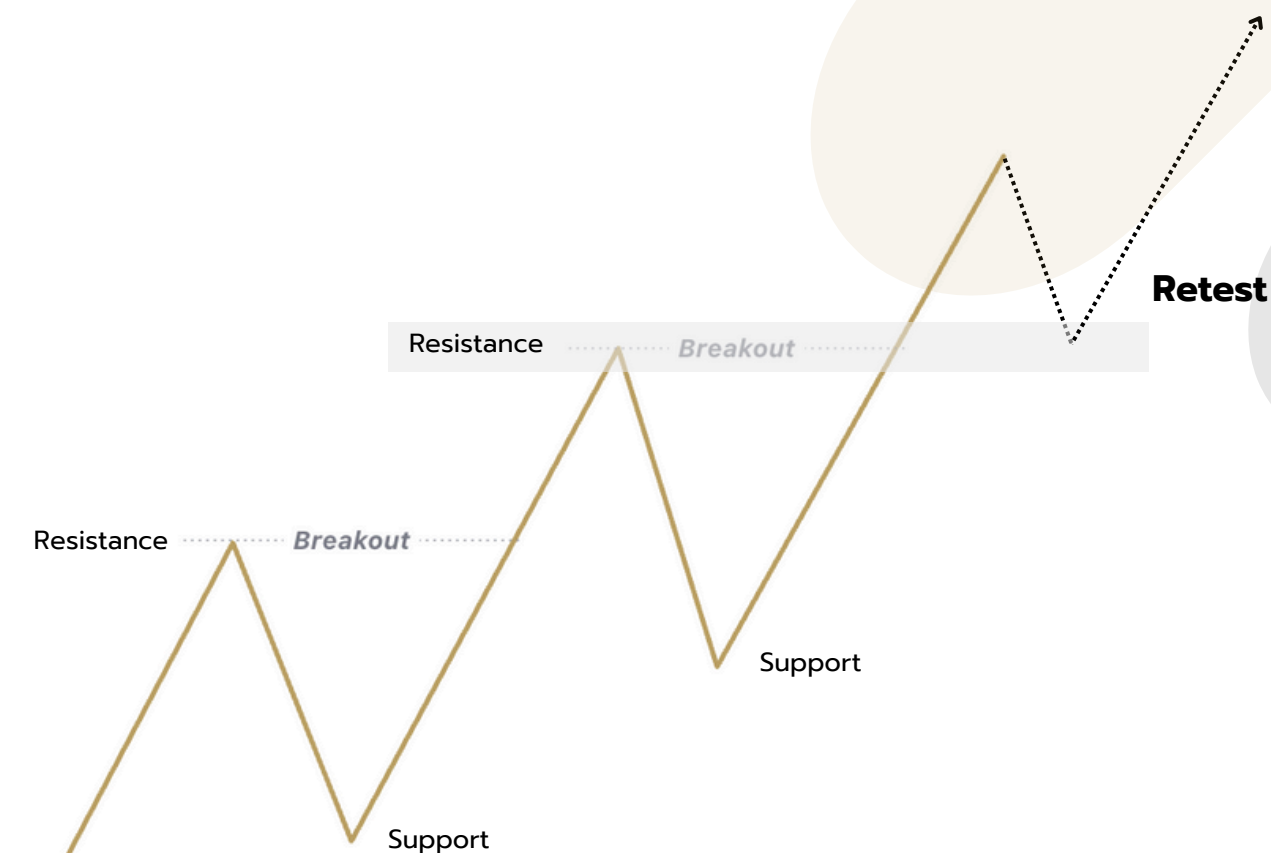 Retest
Resistance
Breakout
Resistance
Breakout
Support
Support